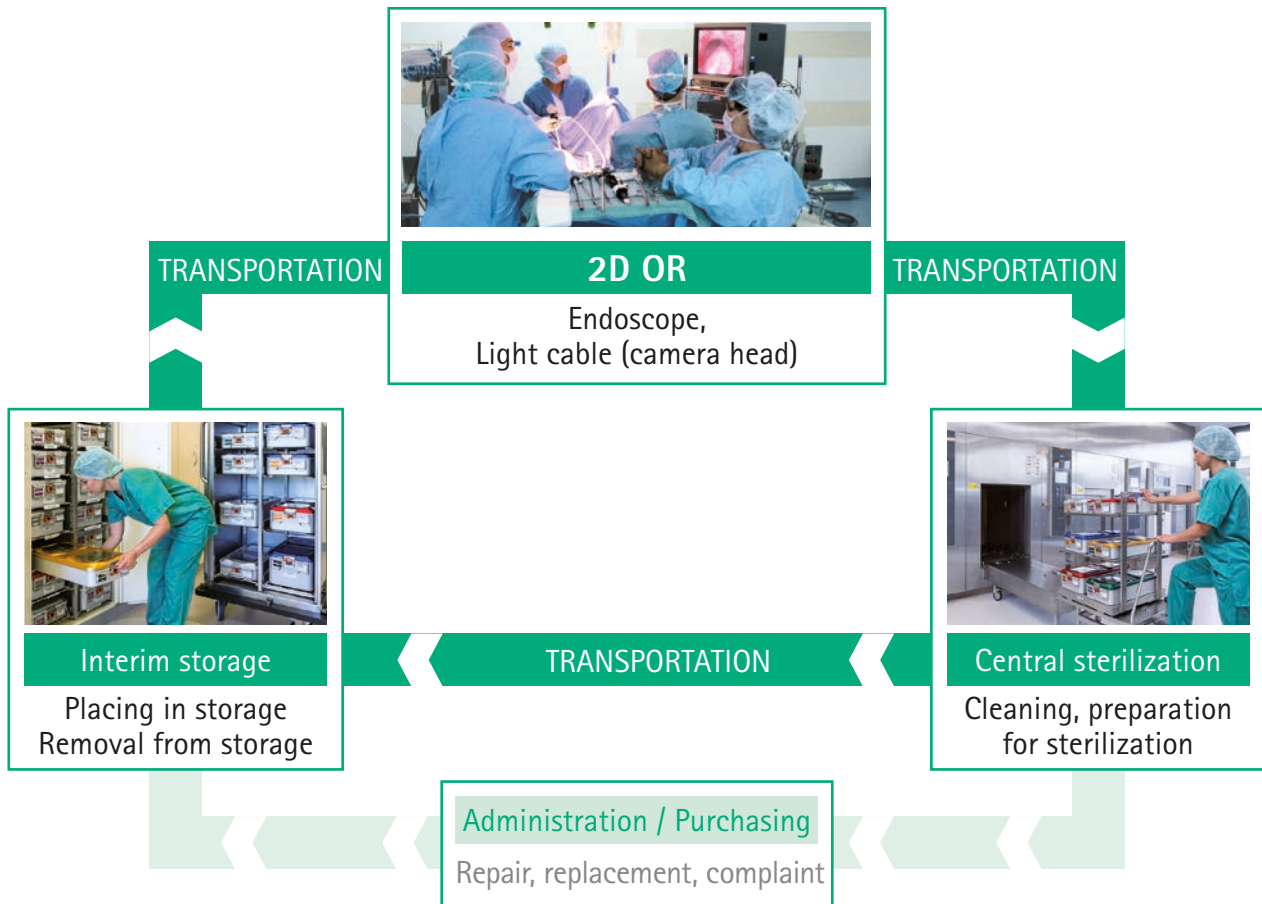 TRANSPORTATION
2D OR
TRANSPORTATION
Endoscope,
Light cable (camera head)
Interim storage
TRANSPORTATION
Central sterilization
Placing in storage
Removal from storage
Cleaning, preparation
for sterilization
Administration / Purchasing
Repair, replacement, complaint